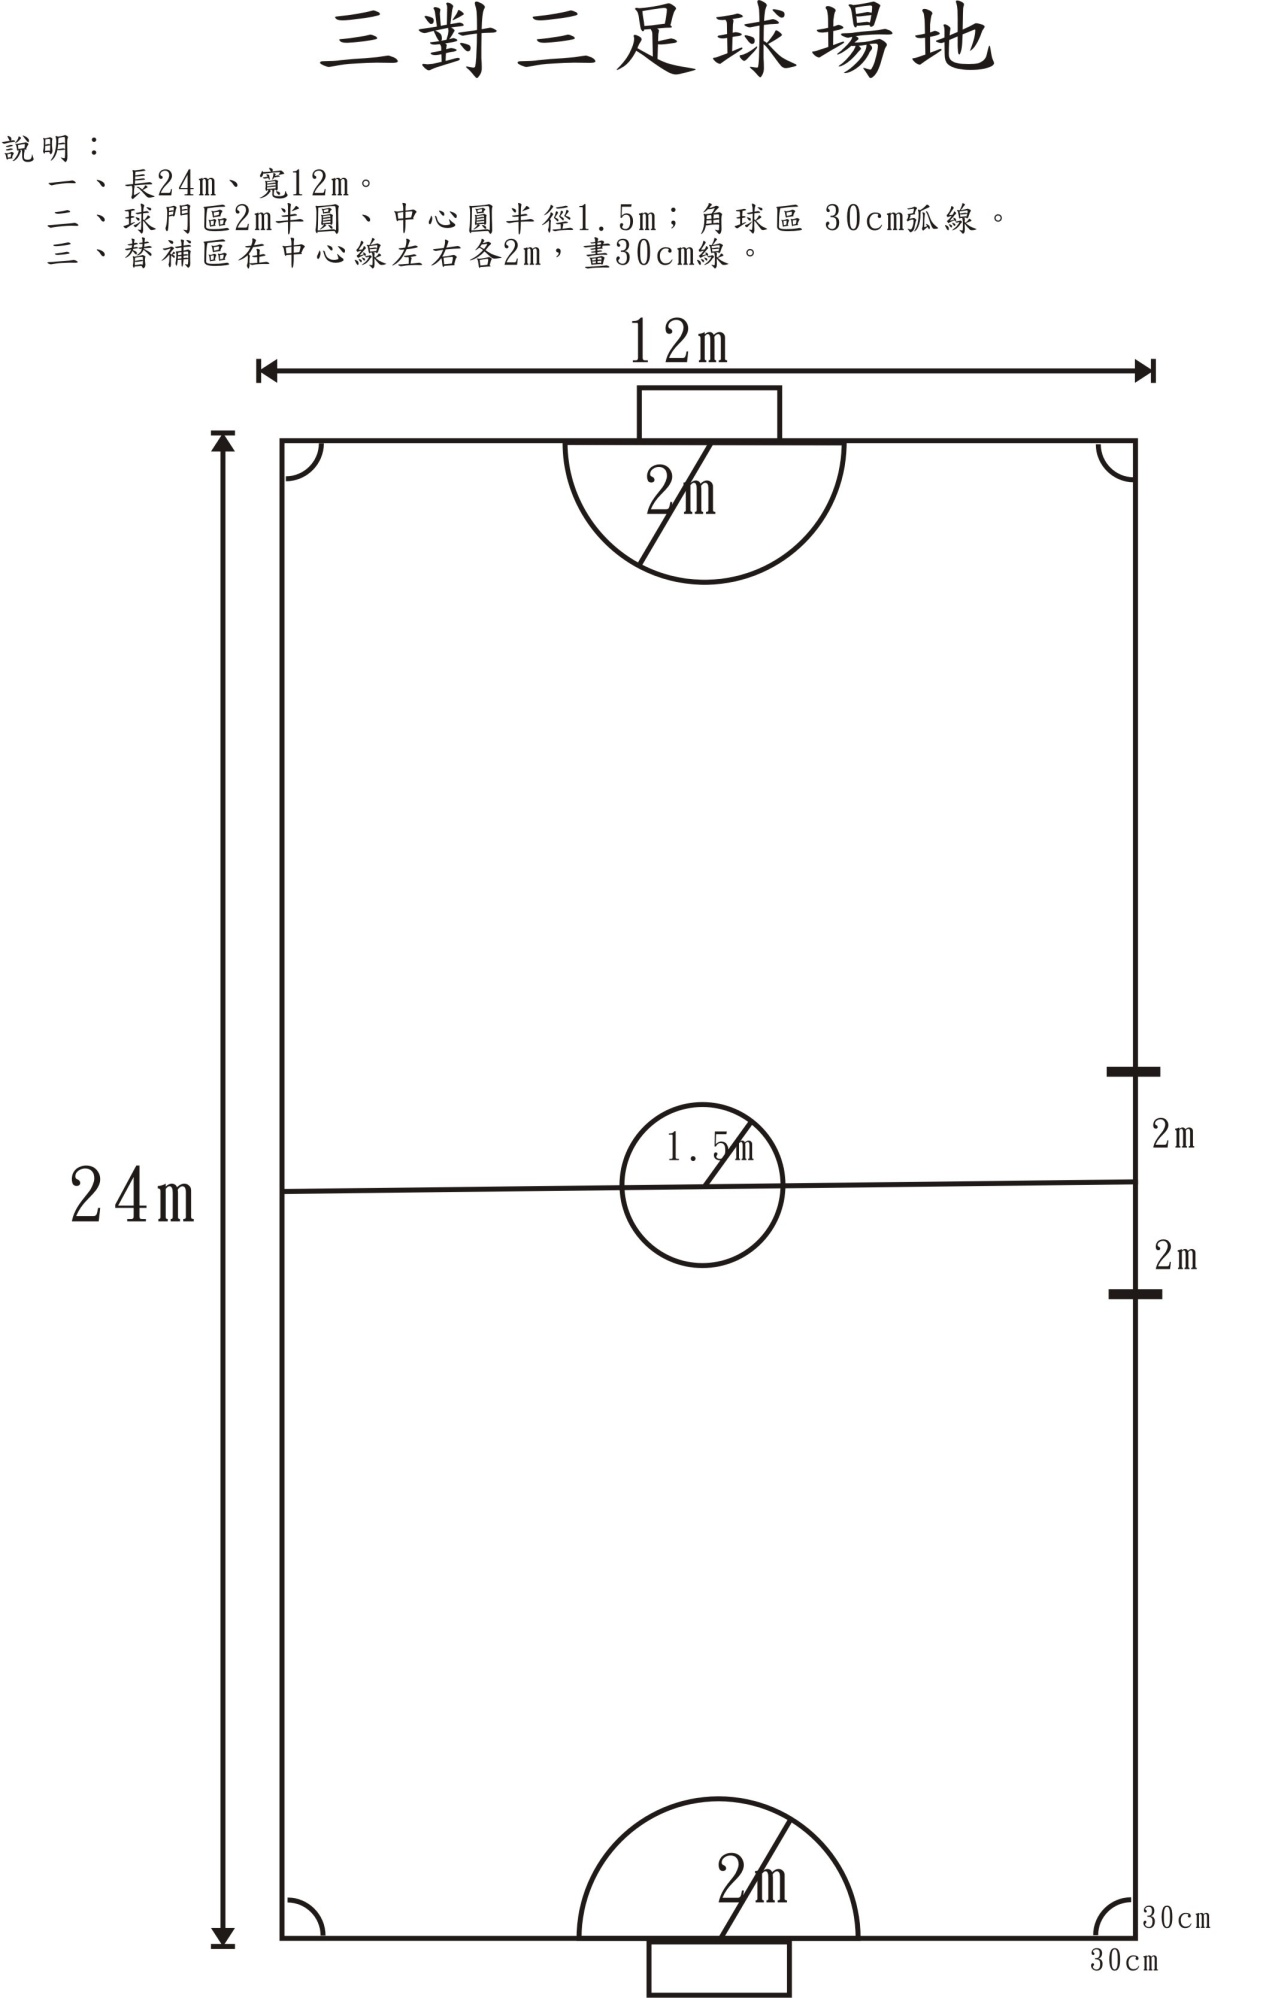 三對三足球場地
說明：
一、長24m、寬12m。
二、球門區2m半圓、中心圓半徑1.5m；角球區 30cm弧線。
三、替補區在中心線左右各2m，畫30cm線。
12m
2m
1.5m
2m
24m
2m
2m
30cm
30cm